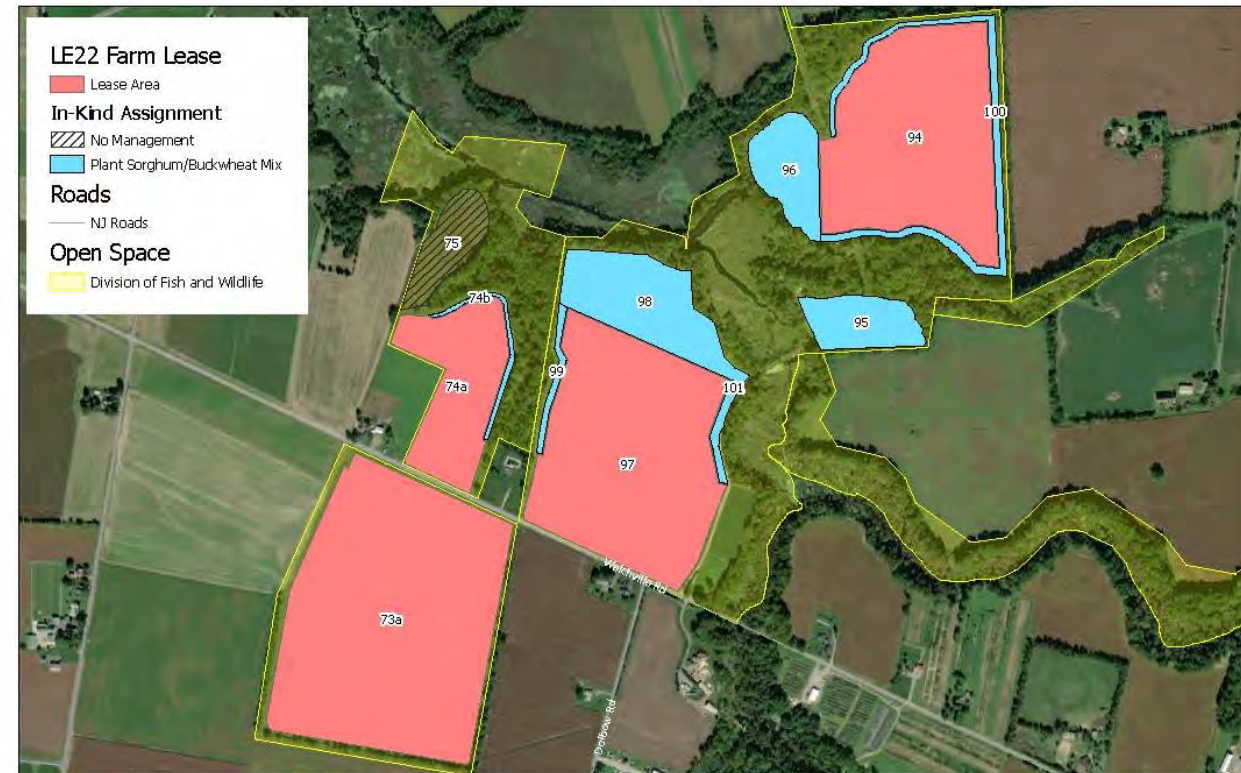 LE22 Farm Lease
Lease Area
In-Kind Assignment
No Management
Plant Sorghum/Buckwheat Mix
Roads
NJ Roads
Open Space
Division of Fish and Wildlife
100
94
96
75
74b
98
95
99
101
74a
97
Welchville Rd
73a
Dolbow Rd